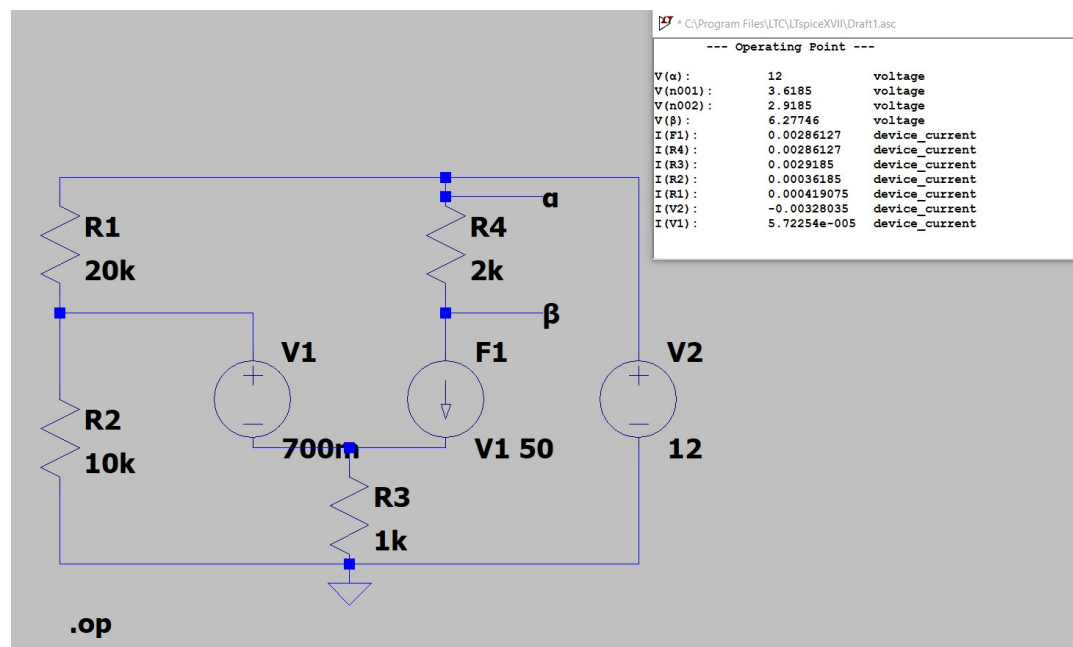 * C:\Program Files\LTC\LTspiceXVII\Draft1.asc
--- Operating Point ---
V(α): 12 voltage
V(n001): 3.6185 voltage
V(n002): 2.9185 voltage
V(β): 6.27746 voltage
I(F1): 0.00286127 device_current
I(R4): 0.00286127 device_current
I(R3): 0.0029185 device_current
I(R2): 0.00036185 device_current
I(R1): 0.000419075 device_current
I(V2): -0.00328035 device_current
I(V1): 5.72254e-005 device_current
α
R1
20k
R4
2k
β
V1
700m
F1
V1 50
V2
12
R2
10k
R3
1k
.op